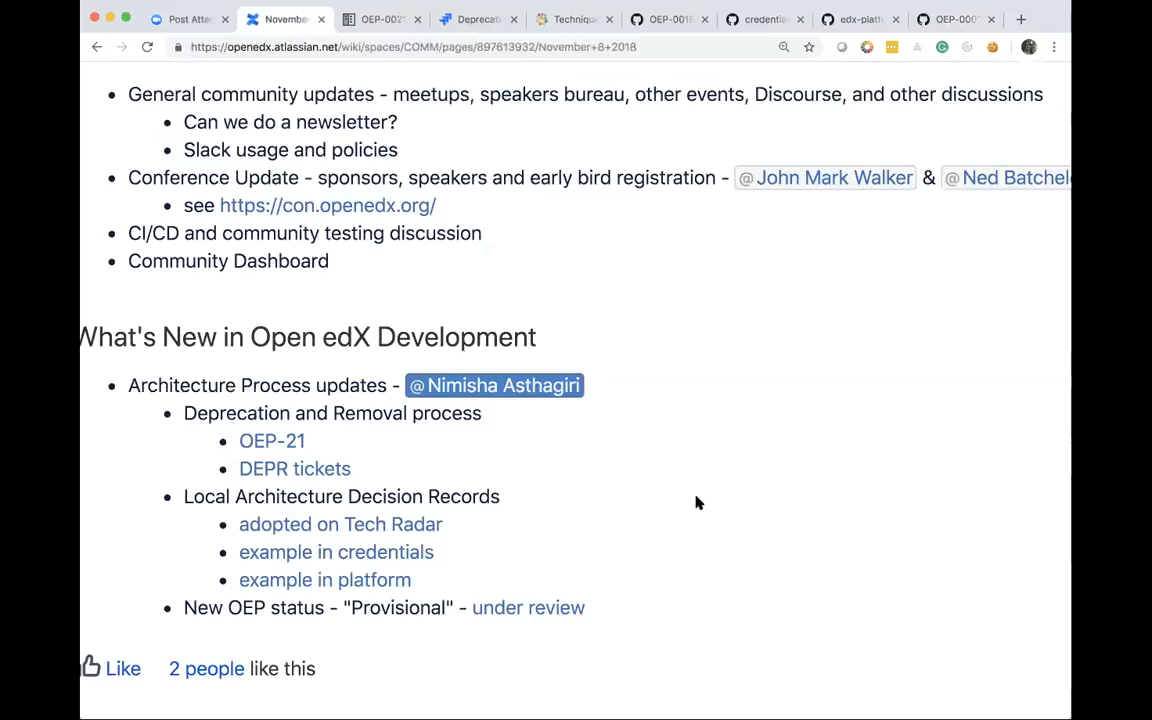 Post Atte
Novembe
OEP-002
Deprecati
Technique
OEP-0018
credentia
edx-platf
OEP-0001
https://openedx.atlassian.net/wiki/spaces/COMM/pages/897613932/November+8+2018
General community updates - meetups, speakers bureau, other events, Discourse, and other discussions
Can we do a newsletter?
Slack usage and policies
Conference Update - sponsors, speakers and early bird registration - @John Mark Walker & @Ned Batchel
see https://con.openedx.org/
CI/CD and community testing discussion
Community Dashboard
What's New in Open edX Development
Architecture Process updates - @Nimisha Asthagiri
Deprecation and Removal process
OEP-21
DEPR tickets
Local Architecture Decision Records
adopted on Tech Radar
example in credentials
example in platform
New OEP status - "Provisional" - under review
Like 2 people like this